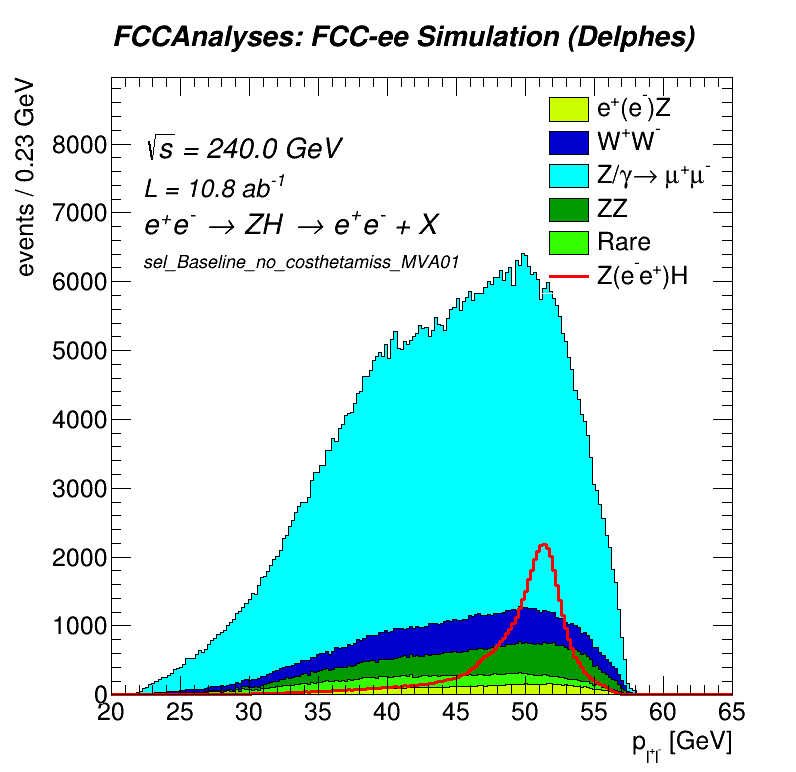 FCCAnalyses: FCC-ee Simulation (Delphes)
events / 0.23 GeV
8000
7000
6000
5000
4000
3000
2000
1000
0
√s = 240.0 GeV
L = 10.8 ab⁻¹
e⁺e⁻ → ZH → e⁺e⁻ + X
sel_Baseline_no_costhetamiss_MVA01
e⁺(e⁻)Z
W⁺W⁻
Z/γ→ μ⁺μ⁻
ZZ
Rare
Z(e⁻e⁺)H
20 25 30 35 40 45 50 55 60 65
p_l⁺l⁻ [GeV]